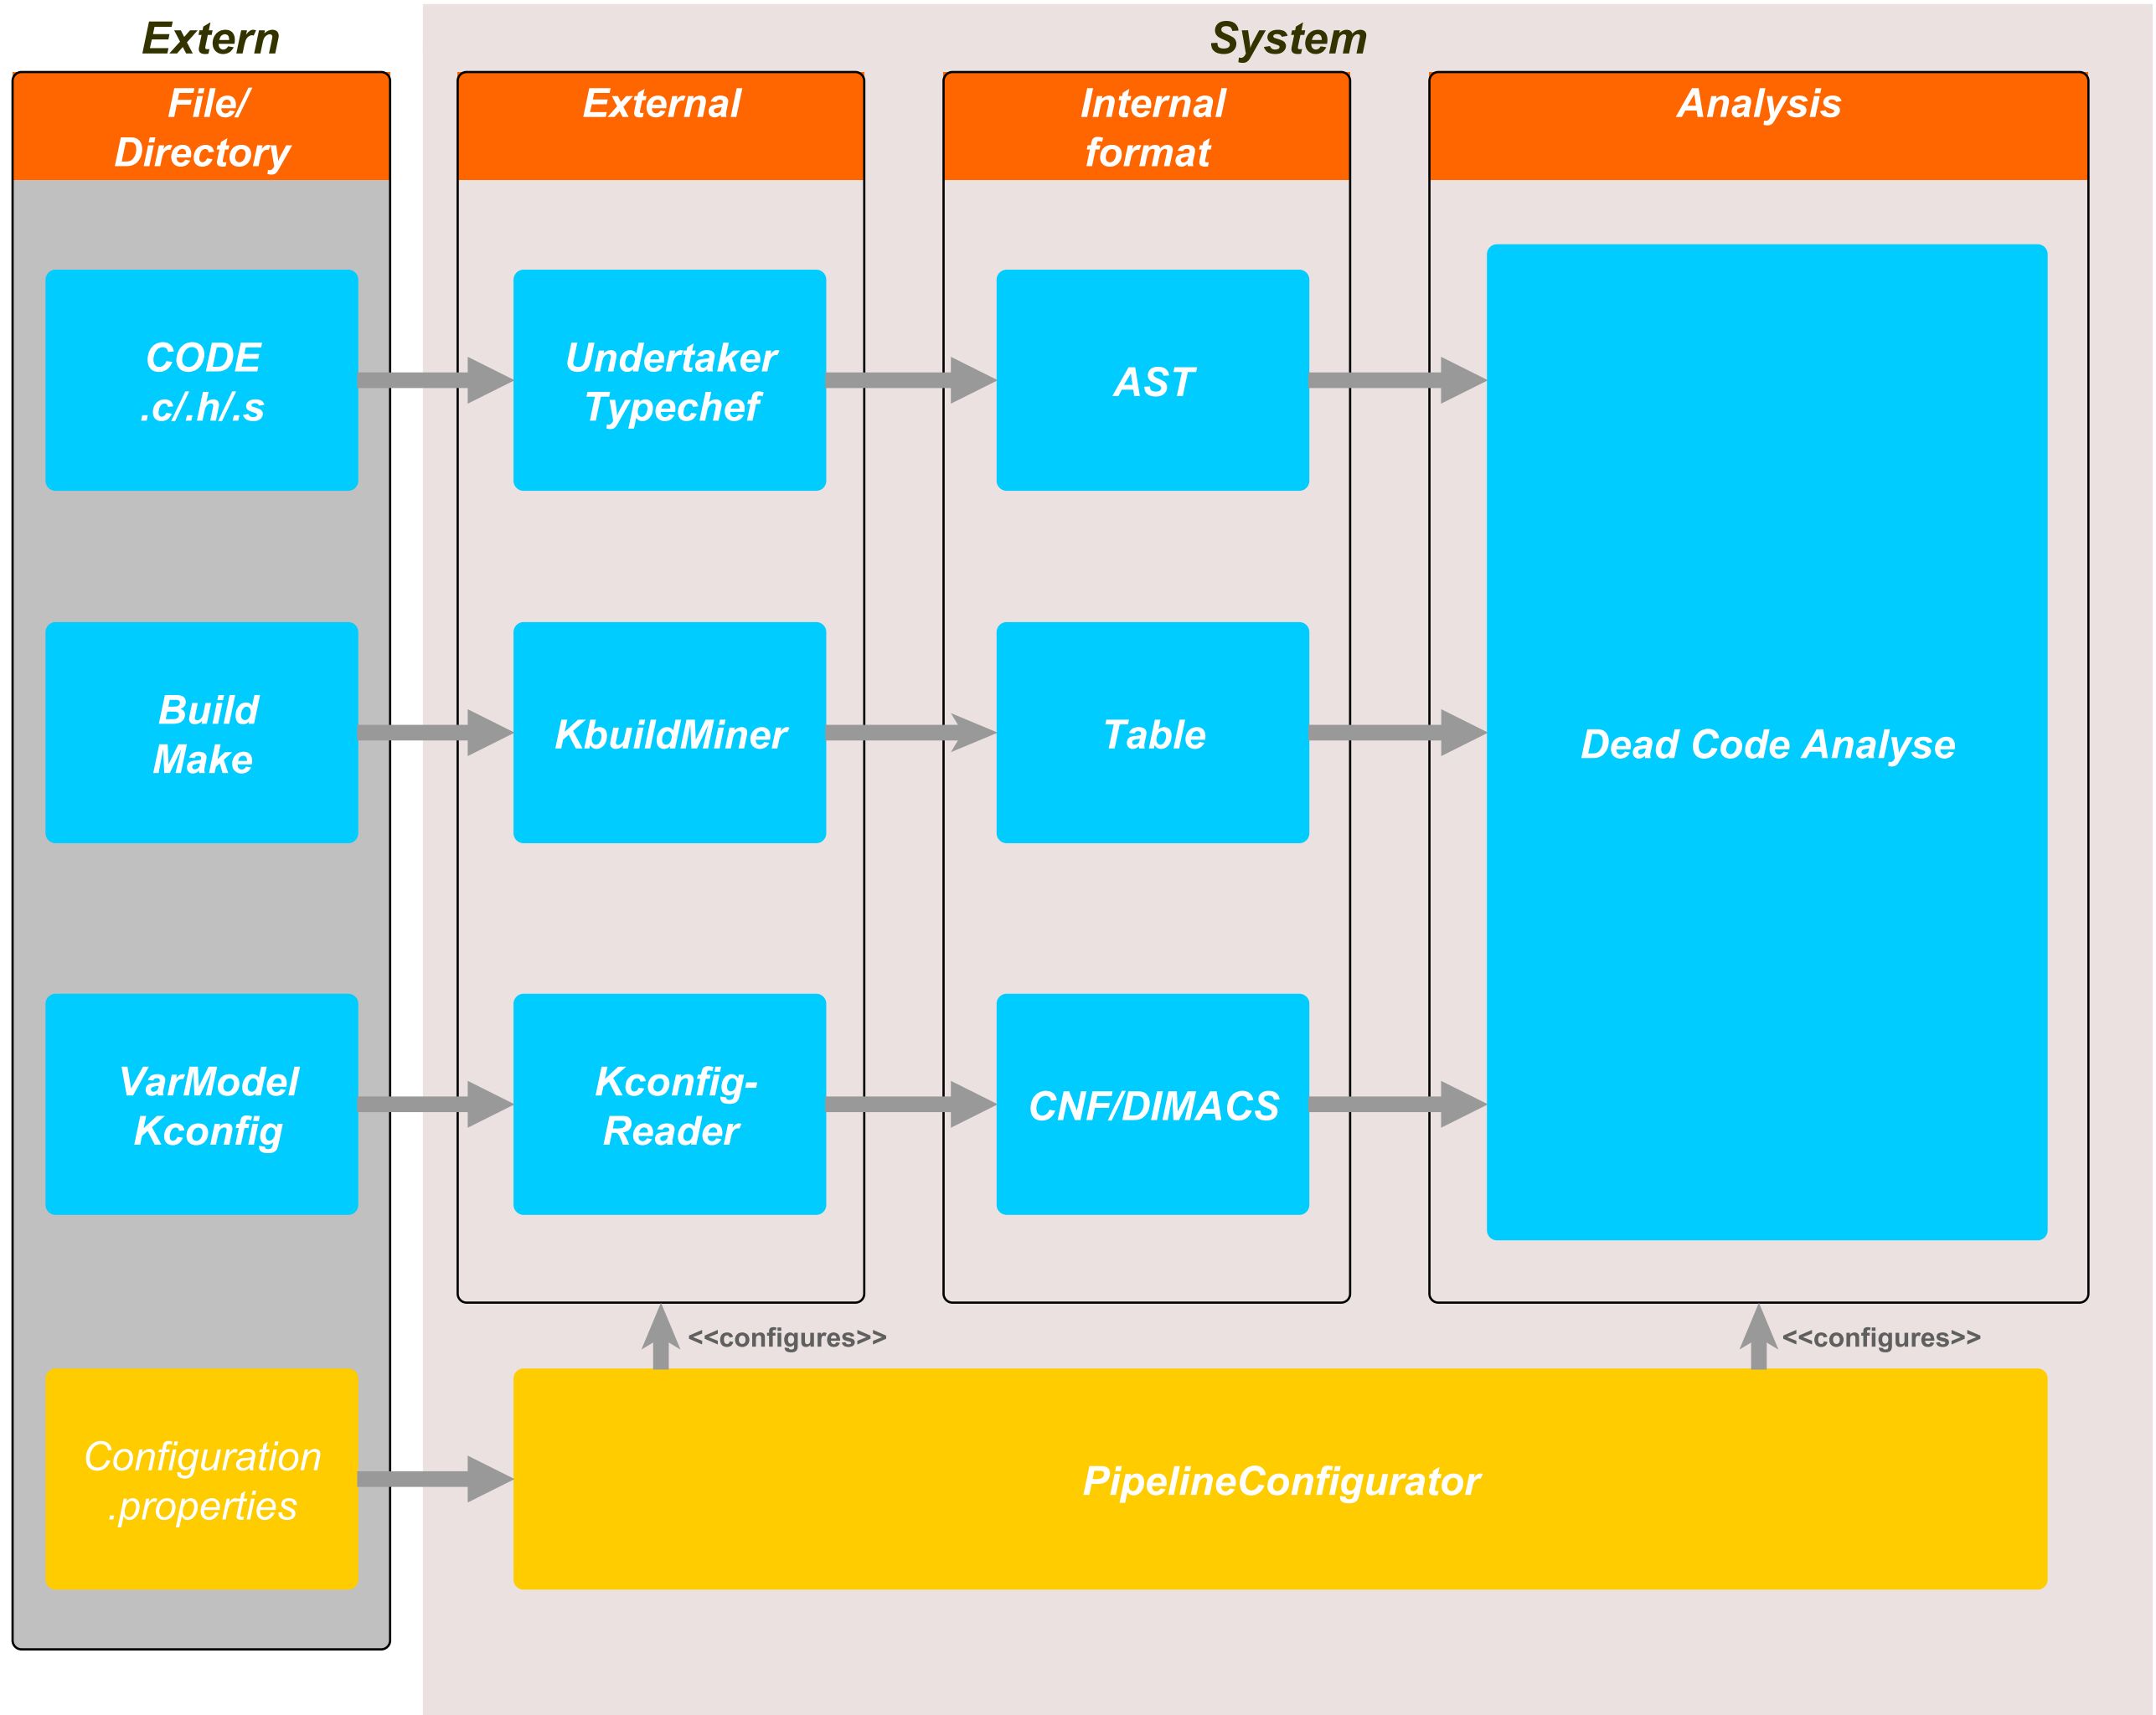 Extern
System
File/
Directory
External
Internal
format
Analysis
CODE
.c/.h/.s
Undertaker
Typechef
AST
Build
Make
KbuildMiner
Table
Dead Code Analyse
VarModel
Kconfig
Kconfig-
Reader
CNF/DIMACS
<<configures>>
<<configures>>
Configuration
.properties
PipelineConfigurator